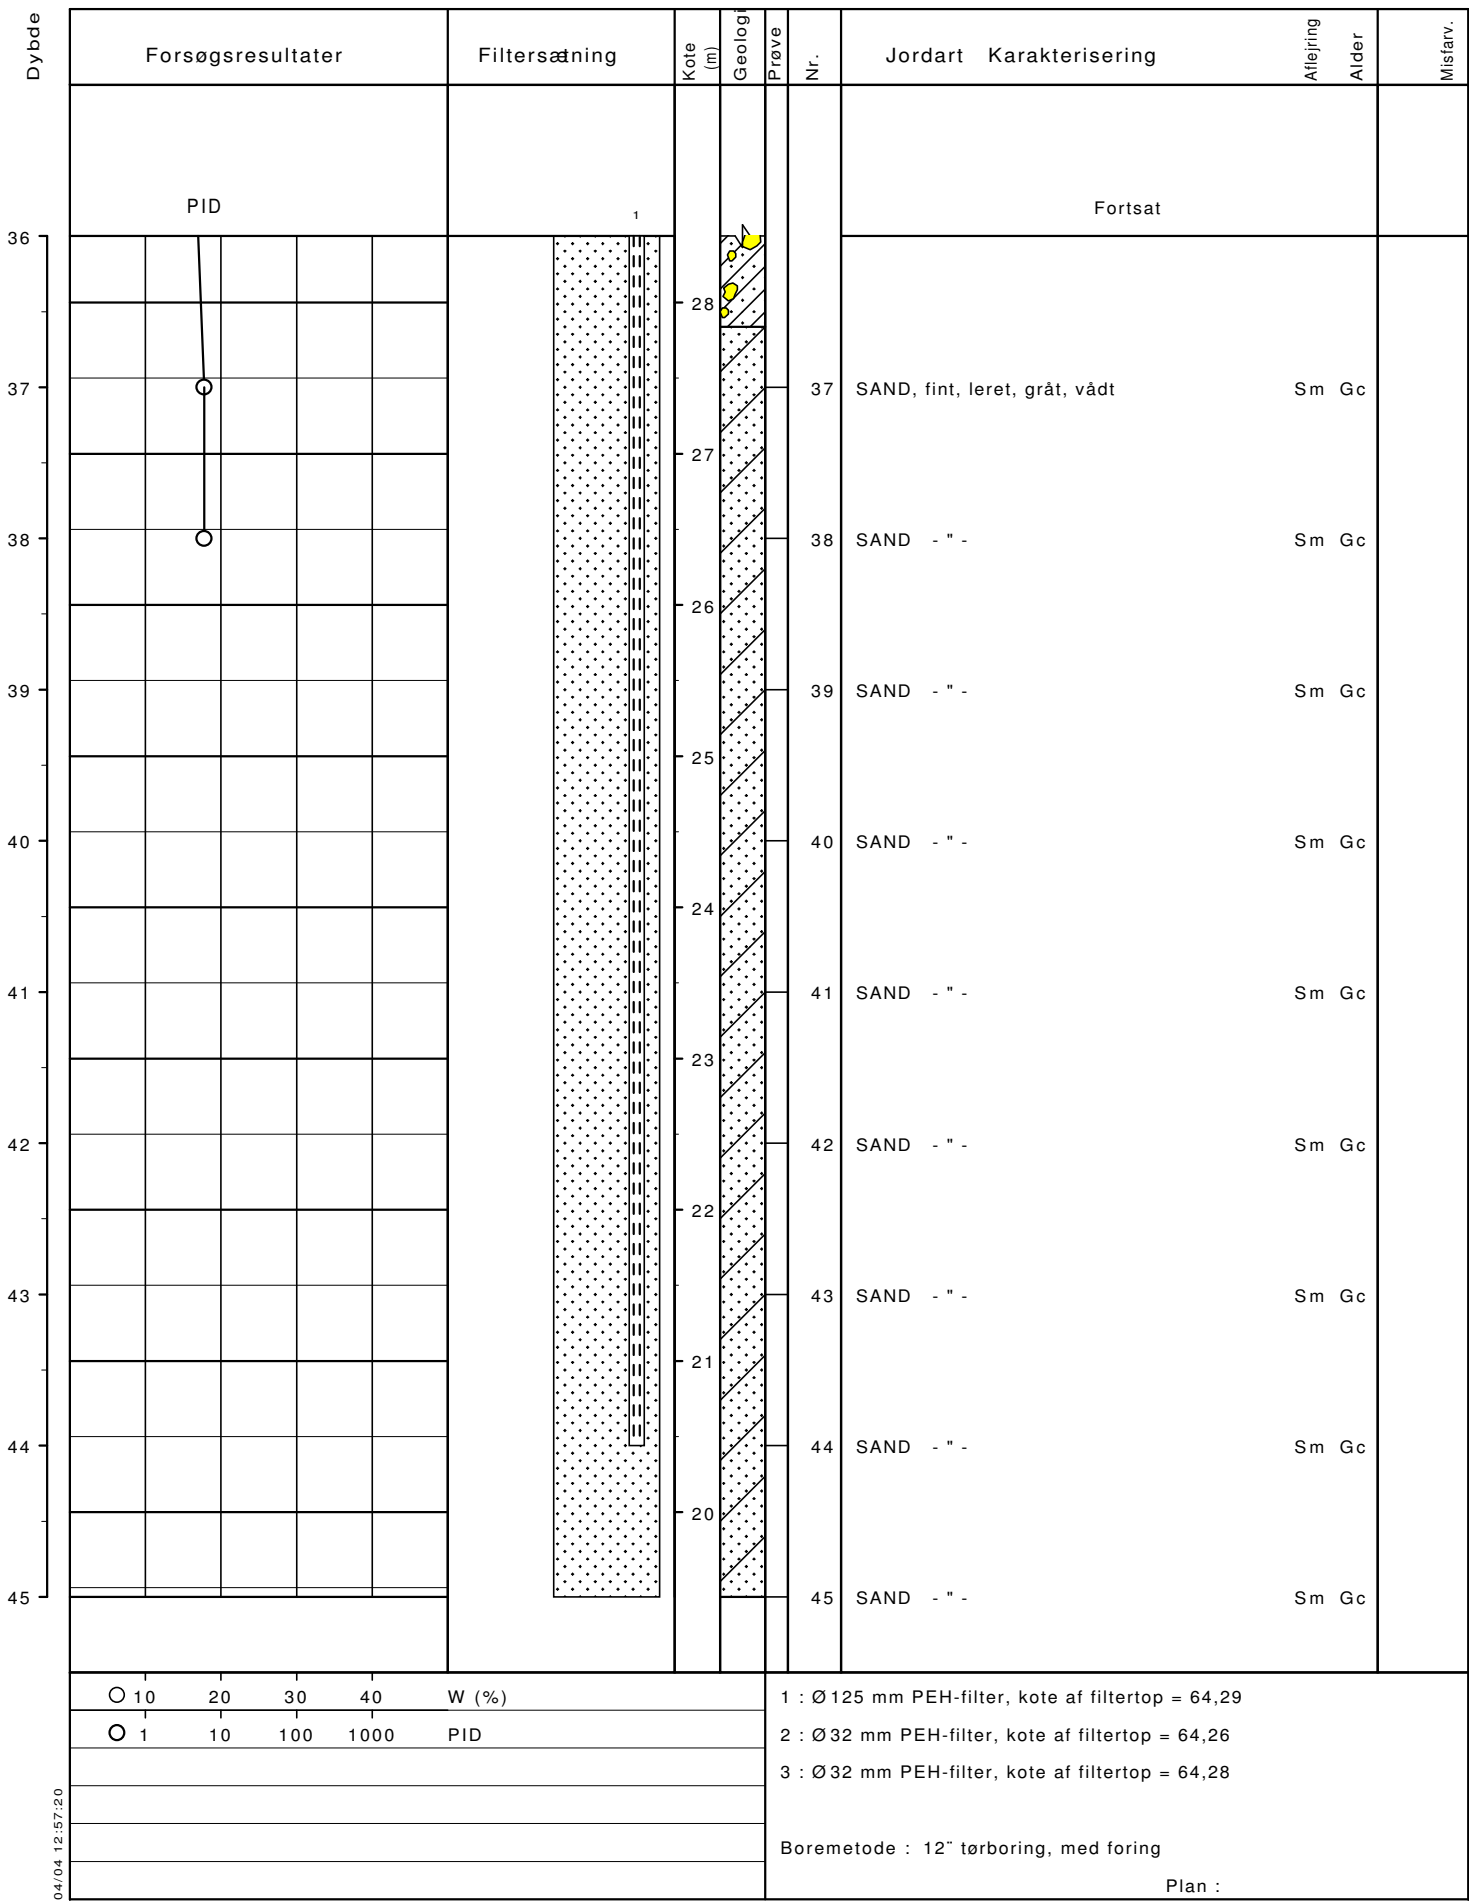 Dybde Forsøgsresultater Filtersætning Kote (m) Geologi Prøve Nr. Jordart Karakterisering Aflejring Alder Misfarv.
PID 1 Fortsat
36
28
37 37 SAND, fint, leret, gråt, vådt Sm Gc
27
38 38 SAND - " - Sm Gc
26
39 39 SAND - " - Sm Gc
25
40 40 SAND - " - Sm Gc
24
41 41 SAND - " - Sm Gc
23
42 42 SAND - " - Sm Gc
22
43 43 SAND - " - Sm Gc
21
44 44 SAND - " - Sm Gc
20
45 45 SAND - " - Sm Gc
10 20 30 40 W (%)
1 10 100 1000 PID
1 : Ø125 mm PEH-filter, kote af filtertop = 64,29
2 : Ø32 mm PEH-filter, kote af filtertop = 64,26
3 : Ø32 mm PEH-filter, kote af filtertop = 64,28
Boremetode : 12¨ tørboring, med foring
Plan :
04/04 12:57:20